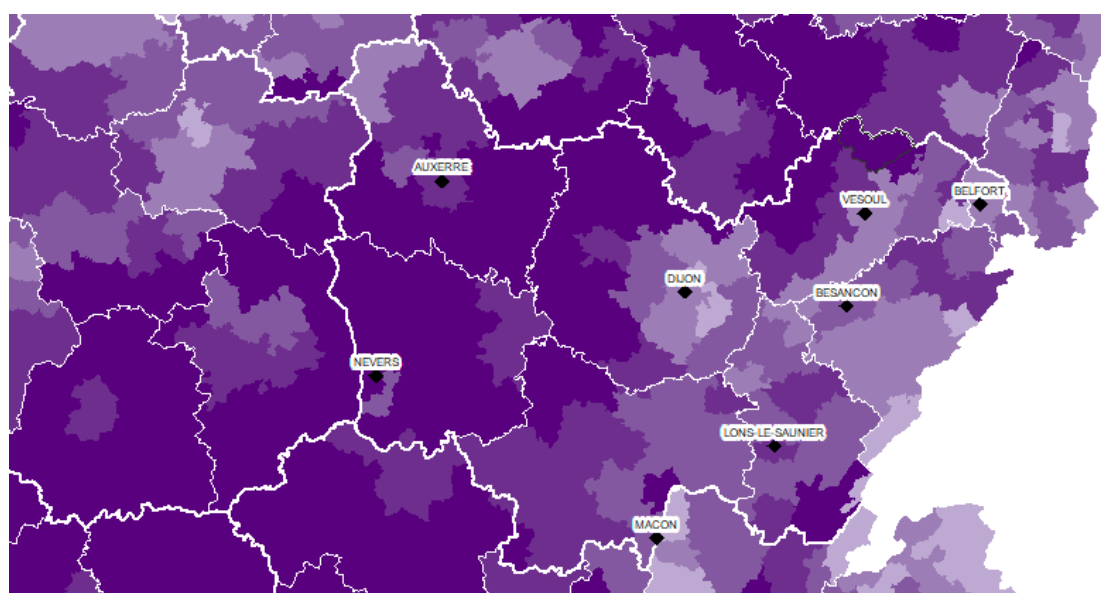 AUXERRE
BELFORT
VESOUL
DIJON
BESANCON
NEVERS
LONS-LE-SAUNIER
MACON